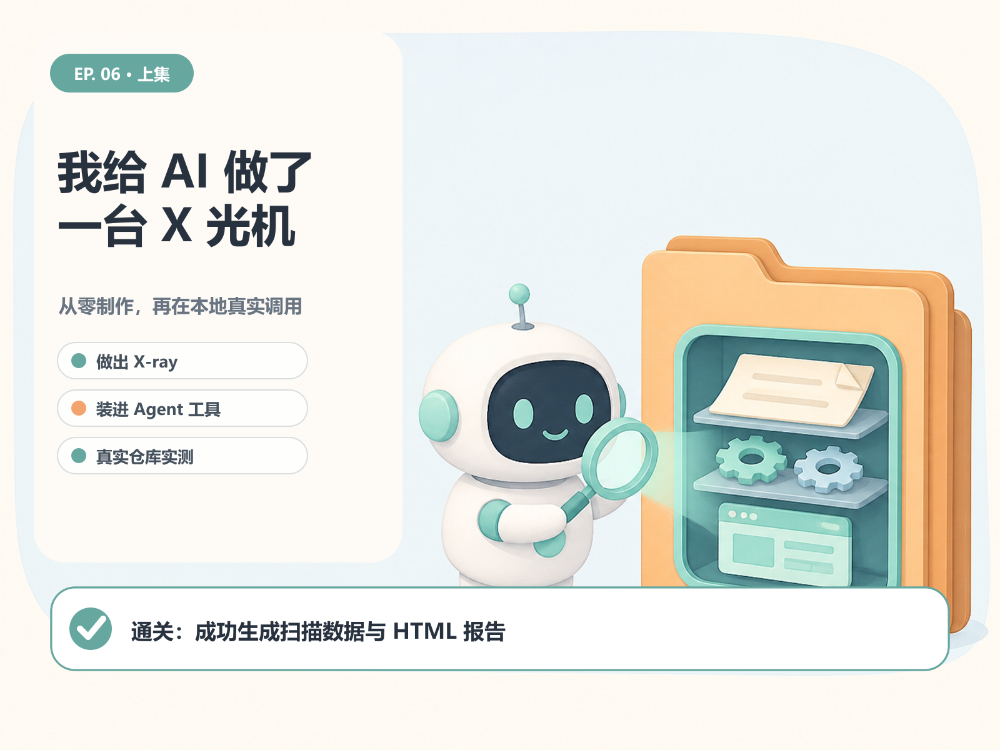 EP. 06 • 上集
我给 AI 做了
一台 X 光机
从零制作，再在本地真实调用
做出 X-ray
装进 Agent 工具
真实仓库实测
通关：成功生成扫描数据与 HTML 报告